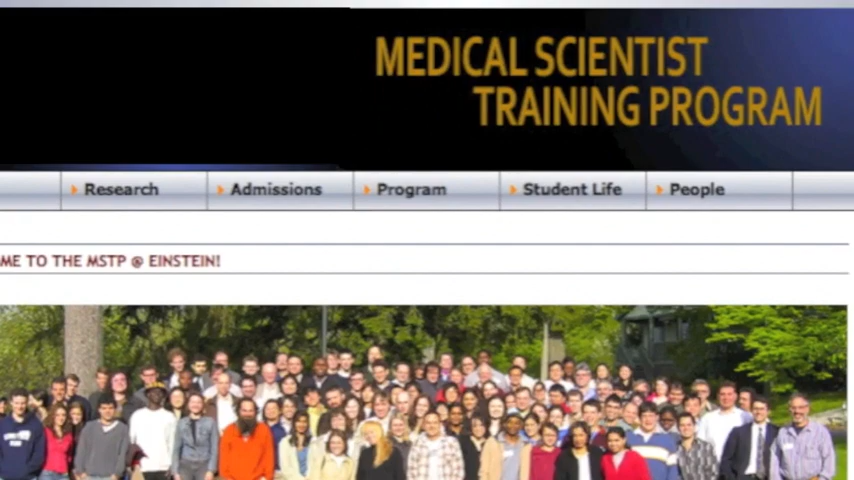 MEDICAL SCIENTIST
TRAINING PROGRAM
Research Admissions Program Student Life People
ME TO THE MSTP @ EINSTEIN!